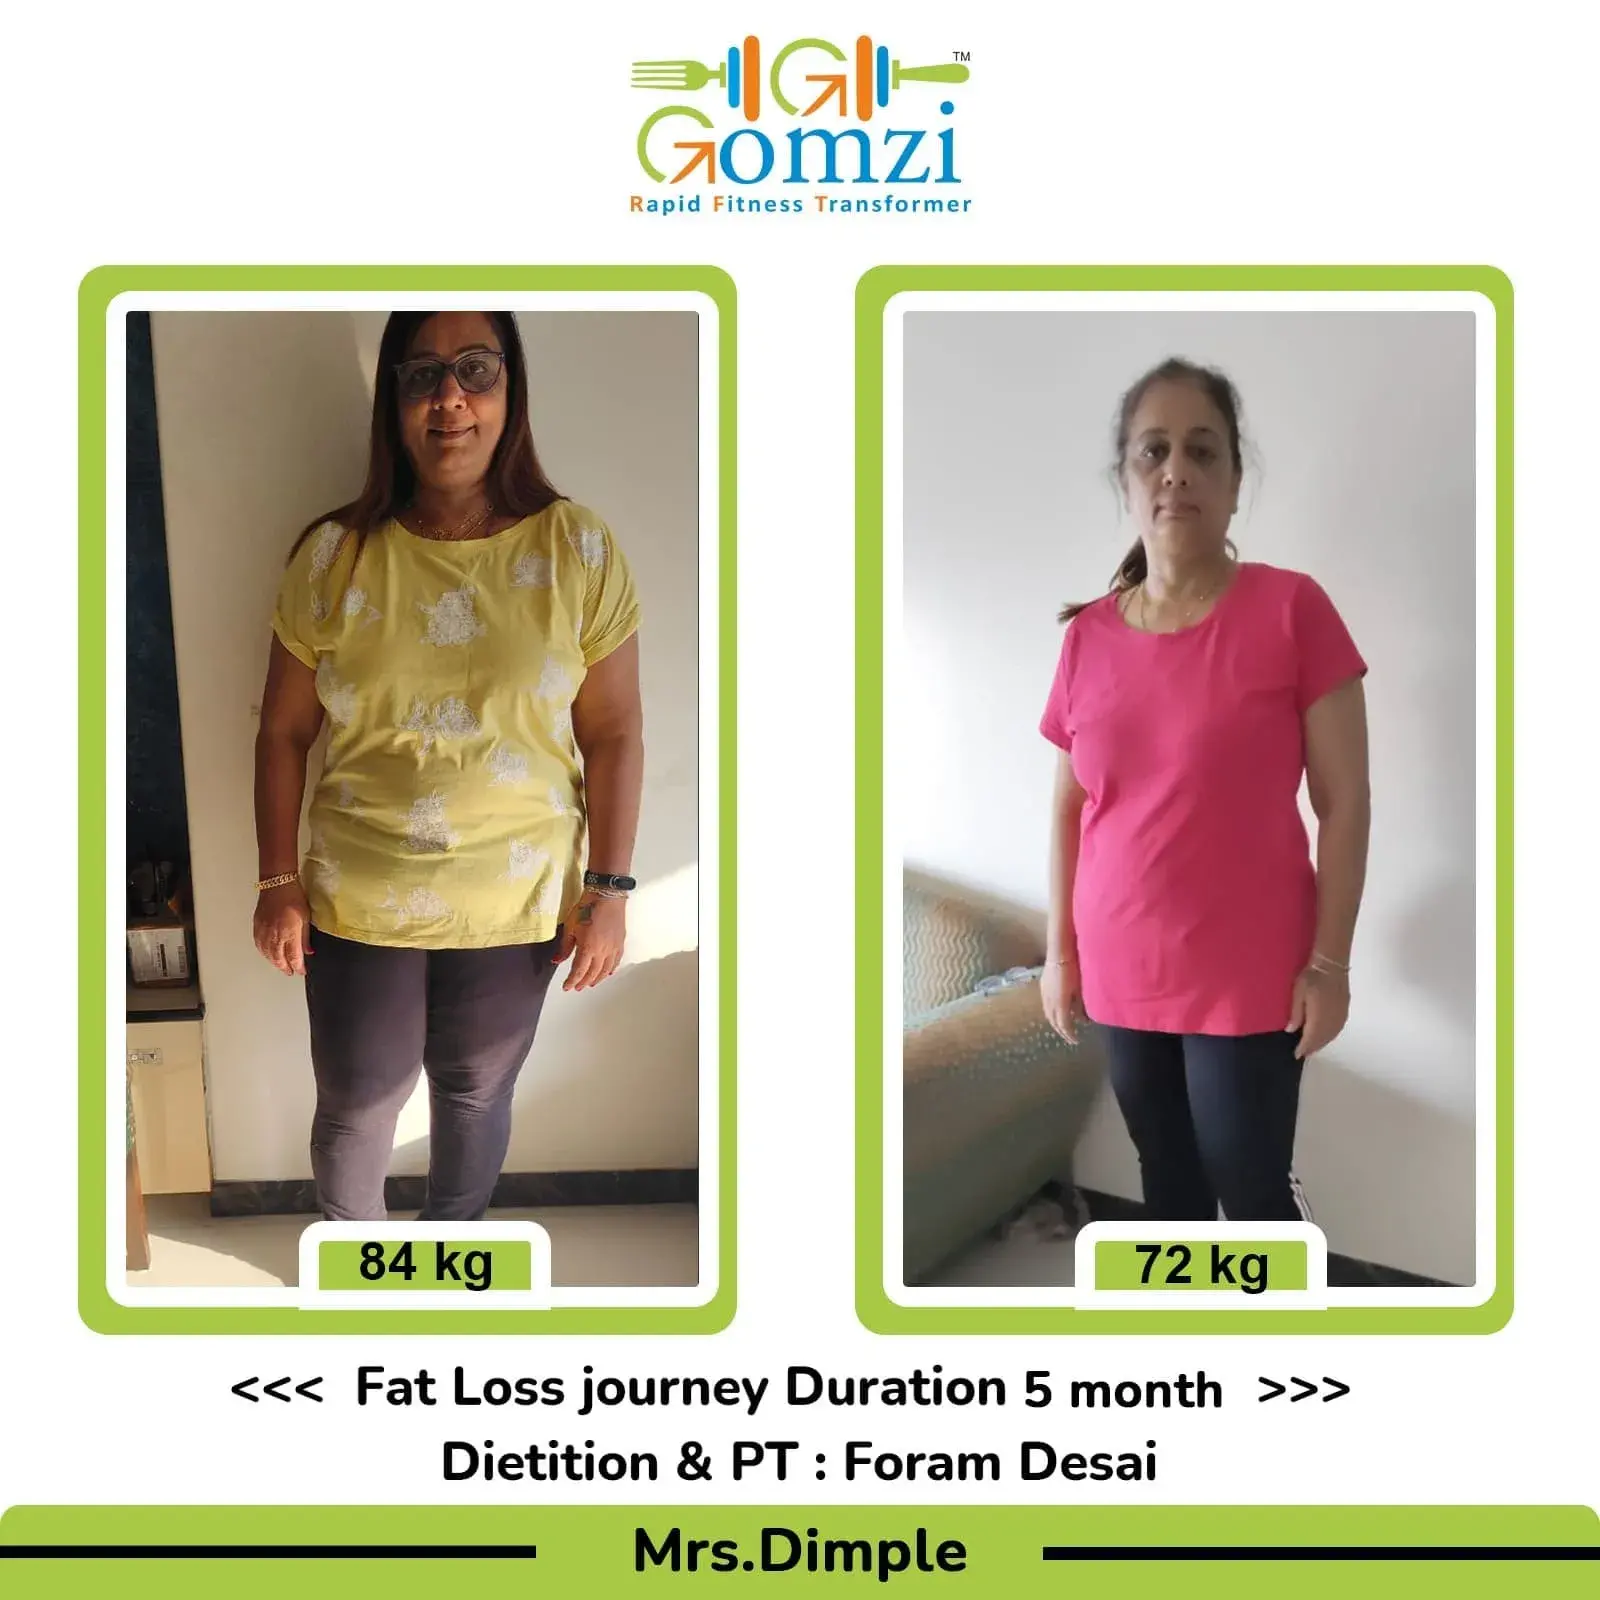 TM
Gomzi
Rapid Fitness Transformer
84 kg
72 kg
<<< Fat Loss journey Duration 5 month >>>
Dietition & PT : Foram Desai
Mrs.Dimple